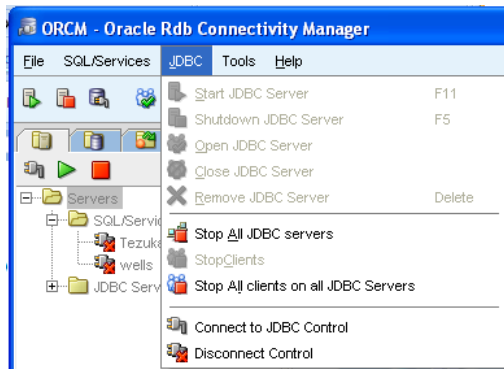 ORCM - Oracle Rdb Connectivity Manager
File SQL/Services JDBC Tools Help
Start JDBC Server F11
Shutdown JDBC Server F5
Open JDBC Server
Close JDBC Server
Remove JDBC Server Delete
Stop All JDBC servers
StopClients
Stop All clients on all JDBC Servers
Connect to JDBC Control
Disconnect Control
Servers
SQL/Servic
Tezuka
wells
JDBC Serv